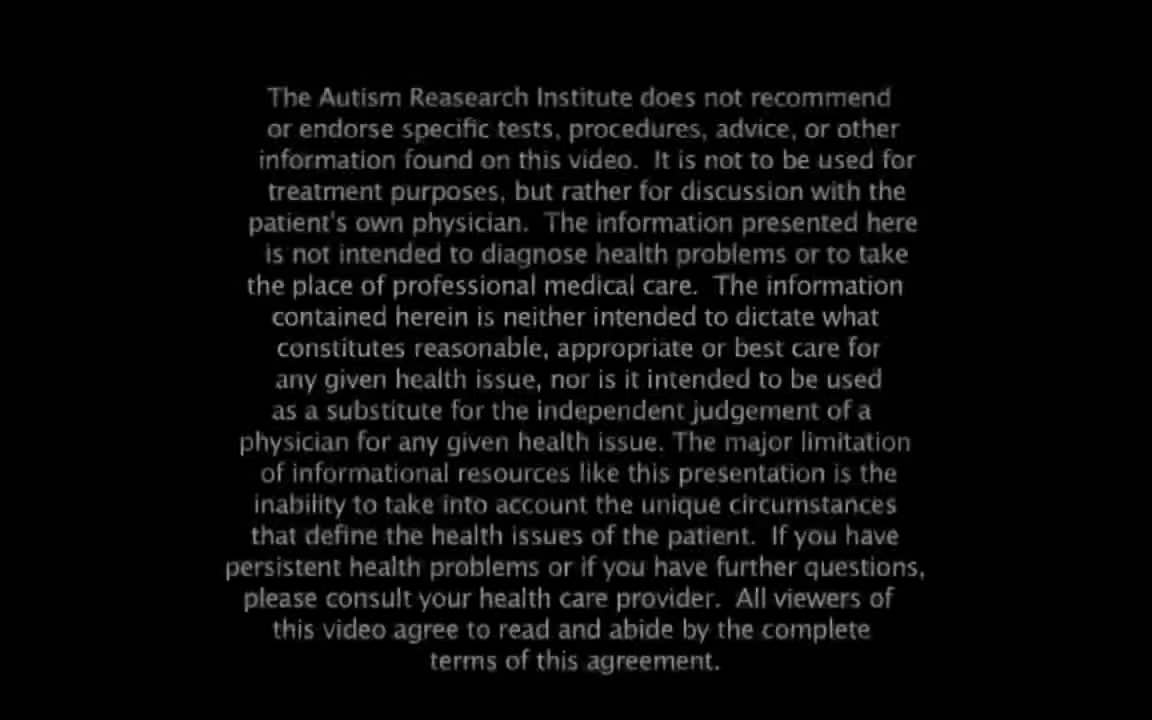 The Autism Reasearch Institute does not recommend
or endorse specific tests, procedures, advice, or other
information found on this video.  It is not to be used for
treatment purposes, but rather for discussion with the
patient's own physician.  The information presented here
is not intended to diagnose health problems or to take
the place of professional medical care.  The information
contained herein is neither intended to dictate what
constitutes reasonable, appropriate or best care for
any given health issue, nor is it intended to be used
as a substitute for the independent judgement of a
physician for any given health issue. The major limitation
of informational resources like this presentation is the
inability to take into account the unique circumstances
that define the health issues of the patient.  If you have
persistent health problems or if you have further questions,
please consult your health care provider.  All viewers of
this video agree to read and abide by the complete
terms of this agreement.